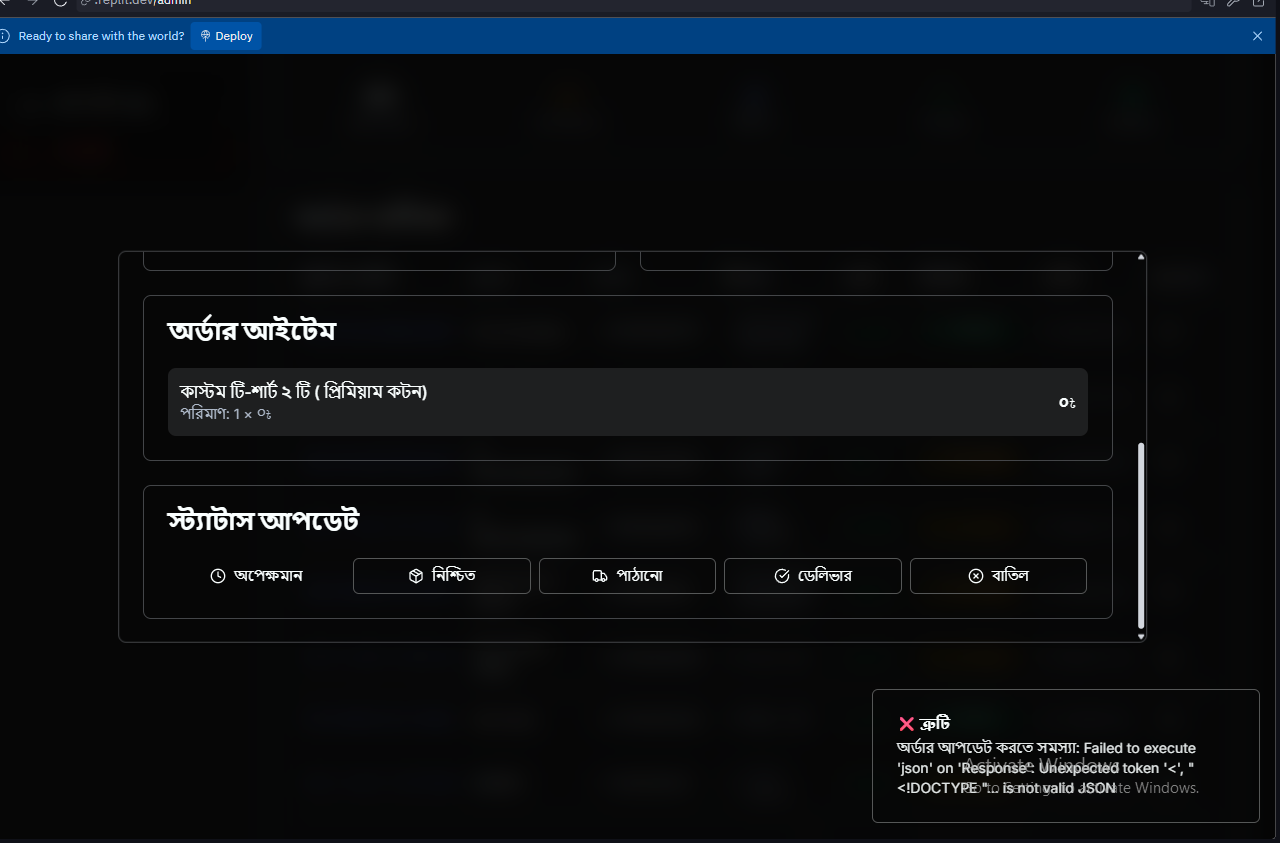 .replit.dev/admin
Ready to share with the world? Deploy
অর্ডার আইটেম
কাস্টম টি-শার্ট ২ টি ( প্রিমিয়াম কটন)
পরিমাণ: 1 × ০৳
০৳
স্ট্যাটাস আপডেট
অপেক্ষমান নিশ্চিত পাঠানো ডেলিভার বাতিল
❌ ত্রুটি
অর্ডার আপডেট করতে সমস্যা: Failed to execute
'json' on 'Response': Unexpected token '<', "
<!DOCTYPE "... is not valid JSON
Activate Windows
Go to Settings to activate Windows.